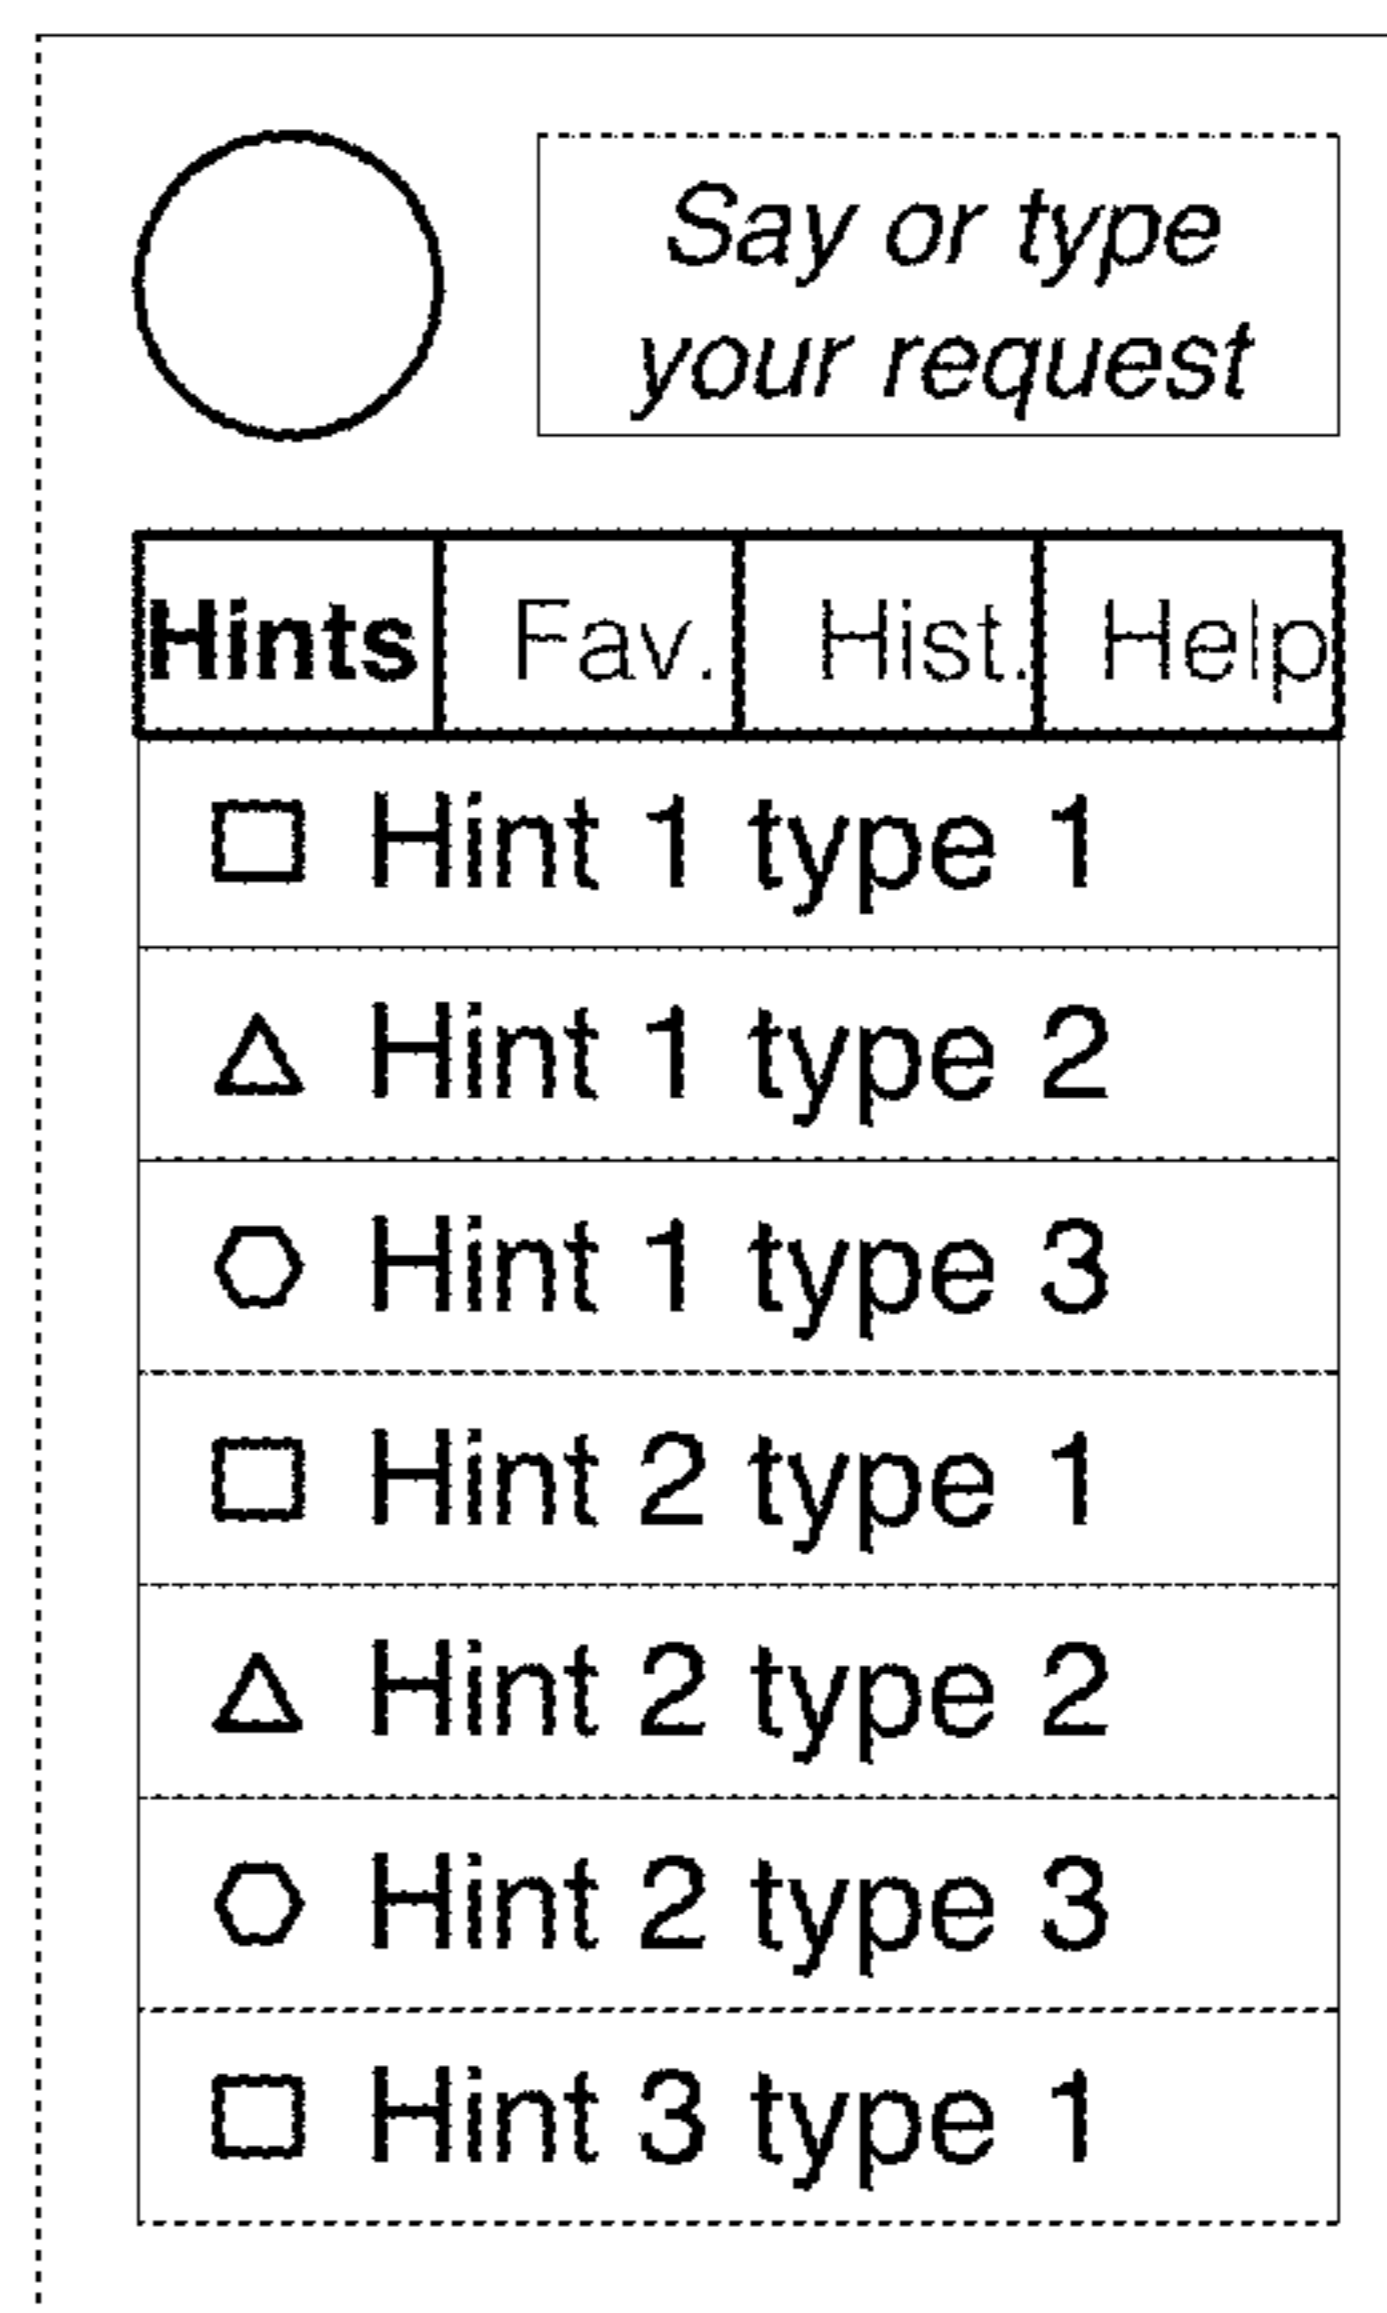 Say or type
your request
Hints Fav. Hist. Help
Hint 1 type 1
Hint 1 type 2
Hint 1 type 3
Hint 2 type 1
Hint 2 type 2
Hint 2 type 3
Hint 3 type 1